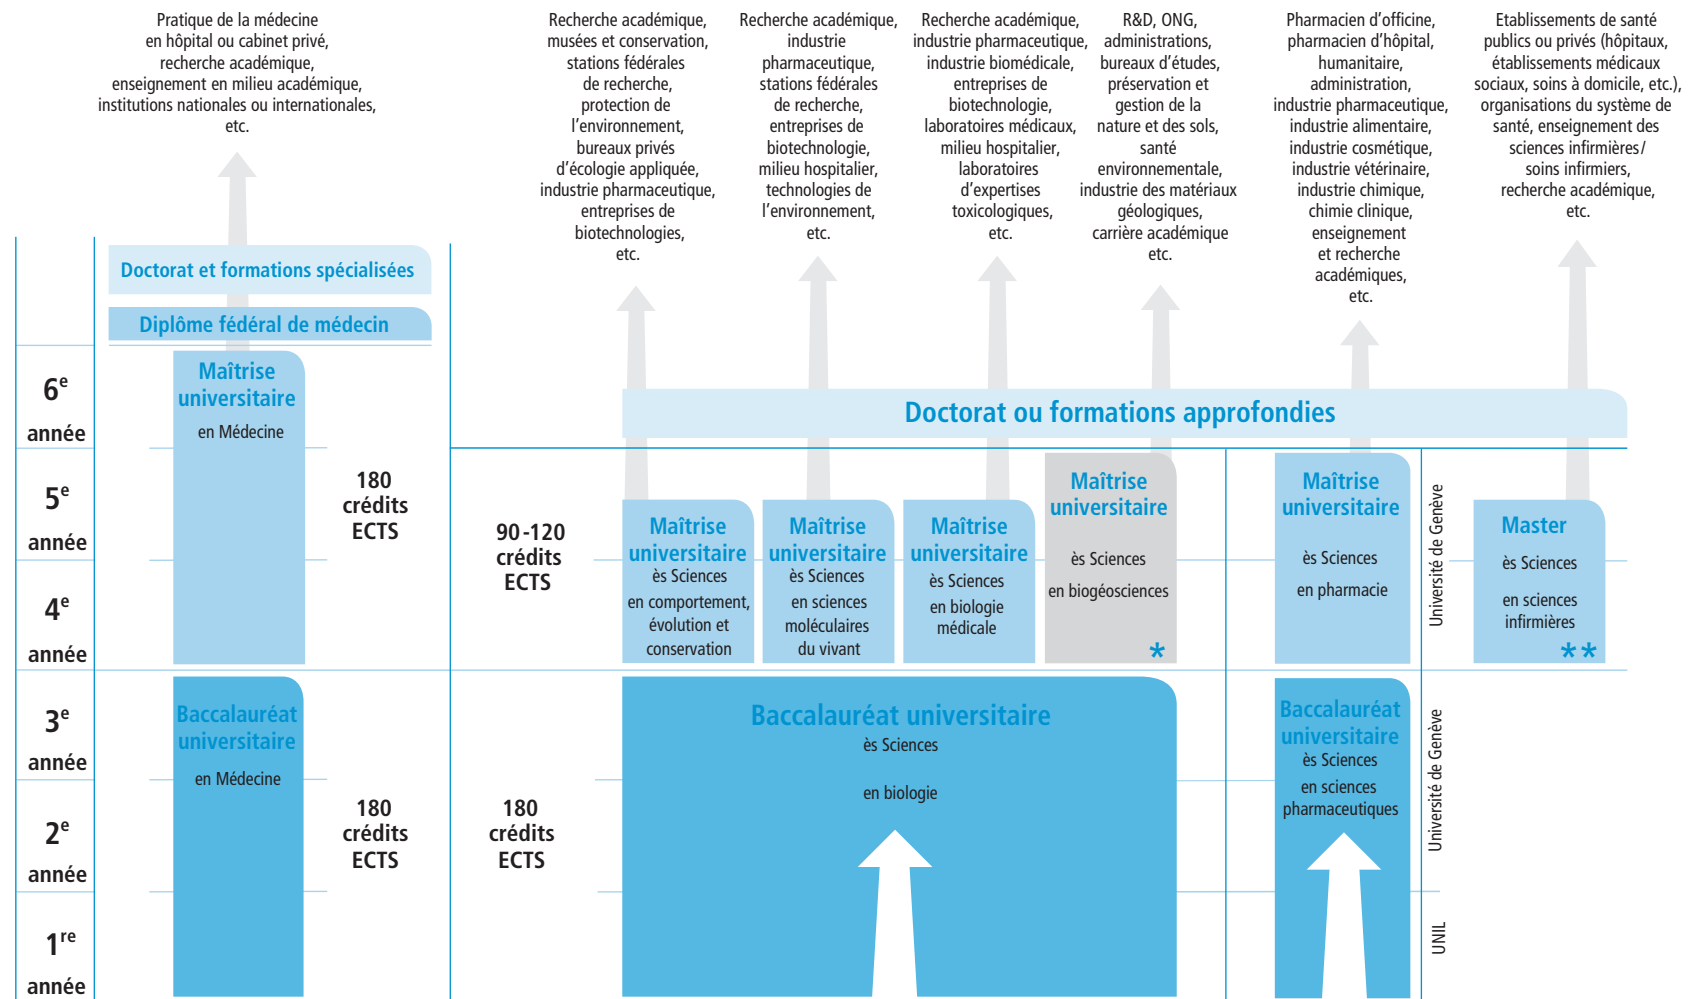 Pratique de la médecine
en hôpital ou cabinet privé,
recherche académique,
enseignement en milieu académique,
institutions nationales ou internationales,
etc.
Recherche académique,
musées et conservation,
stations fédérales
de recherche,
protection de
l’environnement,
bureaux privés
d’écologie appliquée,
industrie pharmaceutique,
entreprises de
biotechnologies,
etc.
Recherche académique,
industrie
pharmaceutique,
stations fédérales
de recherche,
entreprises de
biotechnologie,
milieu hospitalier,
technologies de
l’environnement,
etc.
Recherche académique,
industrie pharmaceutique,
industrie biomédicale,
entreprises de
biotechnologie,
laboratoires médicaux,
milieu hospitalier,
laboratoires
d’expertises
toxicologiques,
etc.
R&D, ONG,
administrations,
bureaux d’études,
préservation et
gestion de la
nature et des sols,
santé
environnementale,
industrie des matériaux
géologiques,
carrière académique
etc.
Pharmacien d’officine,
pharmacien d’hôpital,
humanitaire,
administration,
industrie pharmaceutique,
industrie alimentaire,
industrie cosmétique,
industrie vétérinaire,
industrie chimique,
chimie clinique,
enseignement
et recherche
académiques,
etc.
Etablissements de santé
publics ou privés (hôpitaux,
établissements médicaux
sociaux, soins à domicile, etc.),
organisations du système de
santé, enseignement des
sciences infirmières/
soins infirmiers,
recherche académique,
etc.
Doctorat et formations spécialisées
Diplôme fédéral de médecin
Doctorat ou formations approfondies
6e
année
5e
année
4e
année
3e
année
2e
année
1re
année
Maîtrise
universitaire
en Médecine
180
crédits
ECTS
90-120
crédits
ECTS
Maîtrise
universitaire
ès Sciences
en comportement,
évolution et
conservation
Maîtrise
universitaire
ès Sciences
en sciences
moléculaires
du vivant
Maîtrise
universitaire
ès Sciences
en biologie
médicale
Maîtrise
universitaire
ès Sciences
en biogéosciences
*
Maîtrise
universitaire
ès Sciences
en pharmacie
Université de Genève
Master
ès Sciences
en sciences
infirmières
**
Baccalauréat
universitaire
en Médecine
180
crédits
ECTS
180
crédits
ECTS
Baccalauréat universitaire
ès Sciences
en biologie
Baccalauréat
universitaire
ès Sciences
en sciences
pharmaceutiques
Université de Genève
UNIL